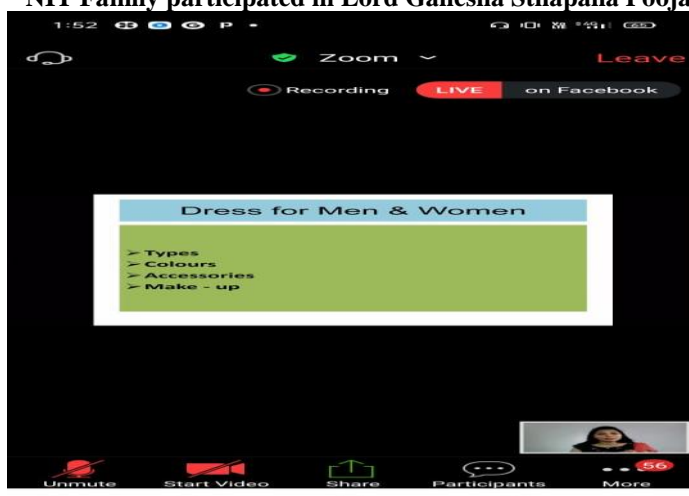 NIT Family participated in Lord Ganesha Sthapana Pooja
1:52 P
Zoom Leave
Recording LIVE on Facebook
Dress for Men & Women
➢ Types
➢ Colours
➢ Accessories
➢ Make - up
56
Unmute Start Video Share Participants More